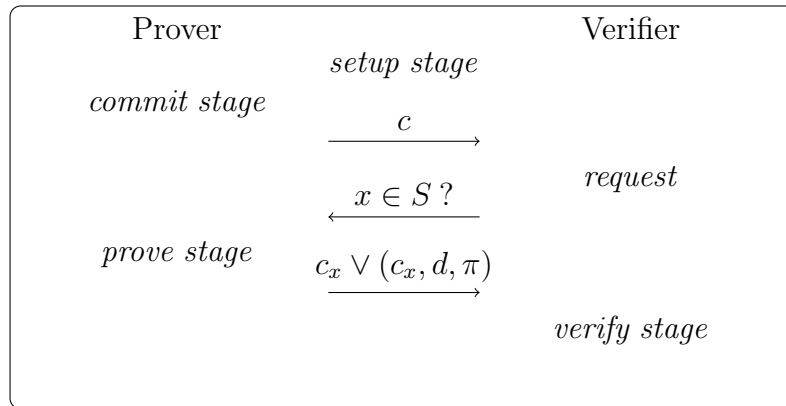 Prover Verifier
setup stage
commit stage
c
request
x ∈ S ?
prove stage
c_x ∨ (c_x, d, π)
verify stage